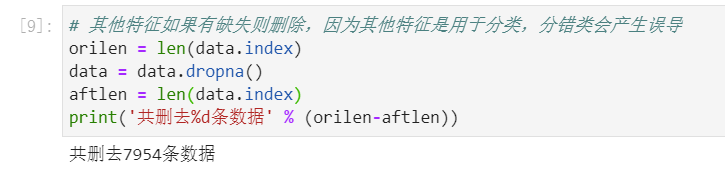 [9]: # 其他特征如果有缺失则删除，因为其他特征是用于分类，分错类会产生误导
orilen = len(data.index)
data = data.dropna()
aftlen = len(data.index)
print('共删去%d条数据' % (orilen-aftlen))
共删去7954条数据